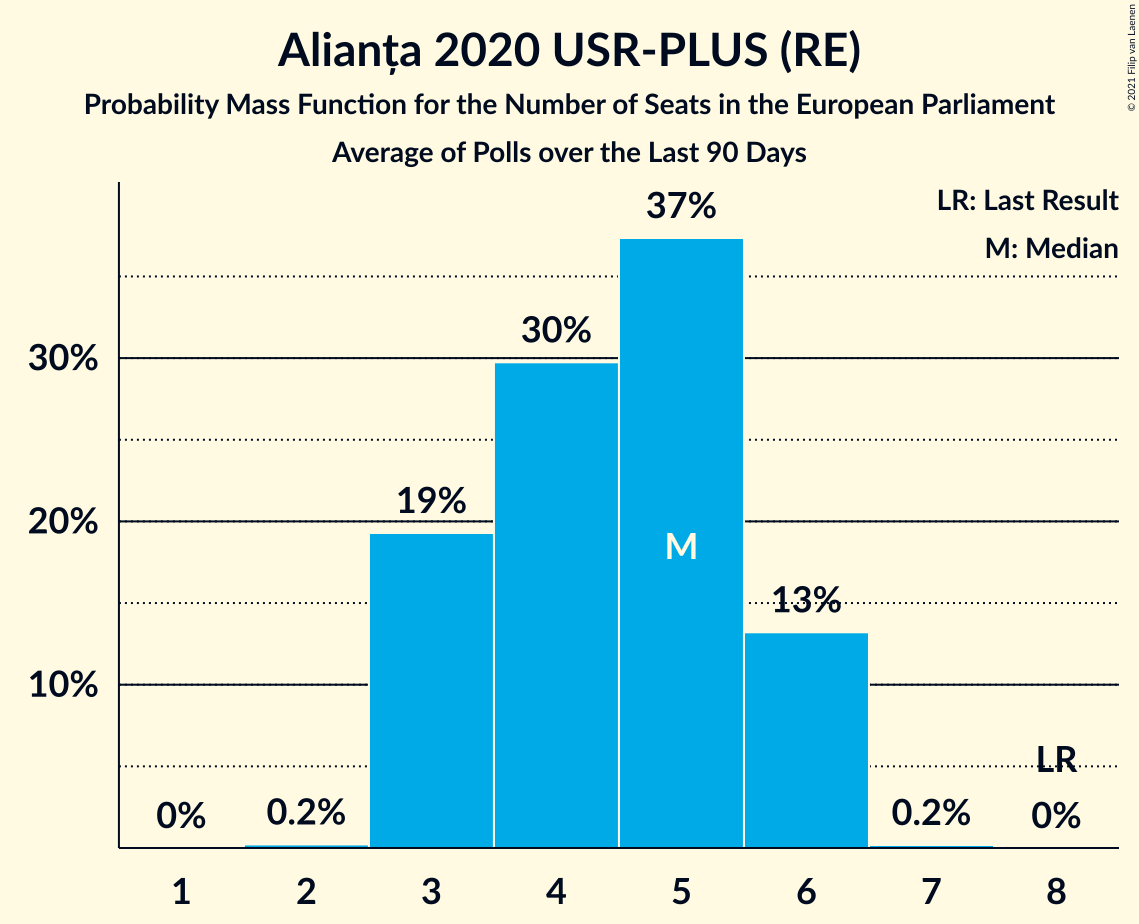 Alianța 2020 USR-PLUS (RE)
Probability Mass Function for the Number of Seats in the European Parliament
Average of Polls over the Last 90 Days
© 2021 Filip van Laenen
LR: Last Result
M: Median
37%
30%
19%
13%
0%
0.2%
0.2%
0%
LR
M
30%
20%
10%
1 2 3 4 5 6 7 8